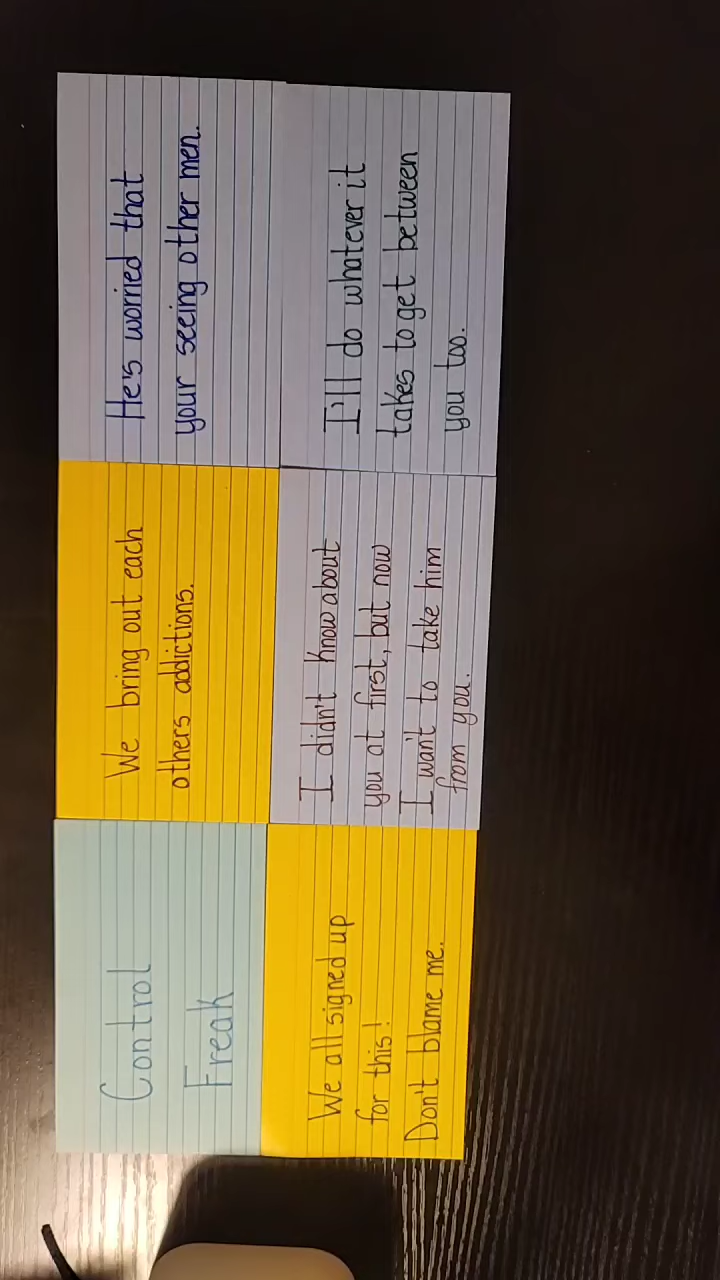 Control
Freak
We bring out each
others addictions.
He's worried that
your seeing other men.
We all signed up
for this!
Don't blame me.
I didn't know about
you at first, but now
I wan't to take him
from you.
I'll do whatever it
takes to get between
you too.